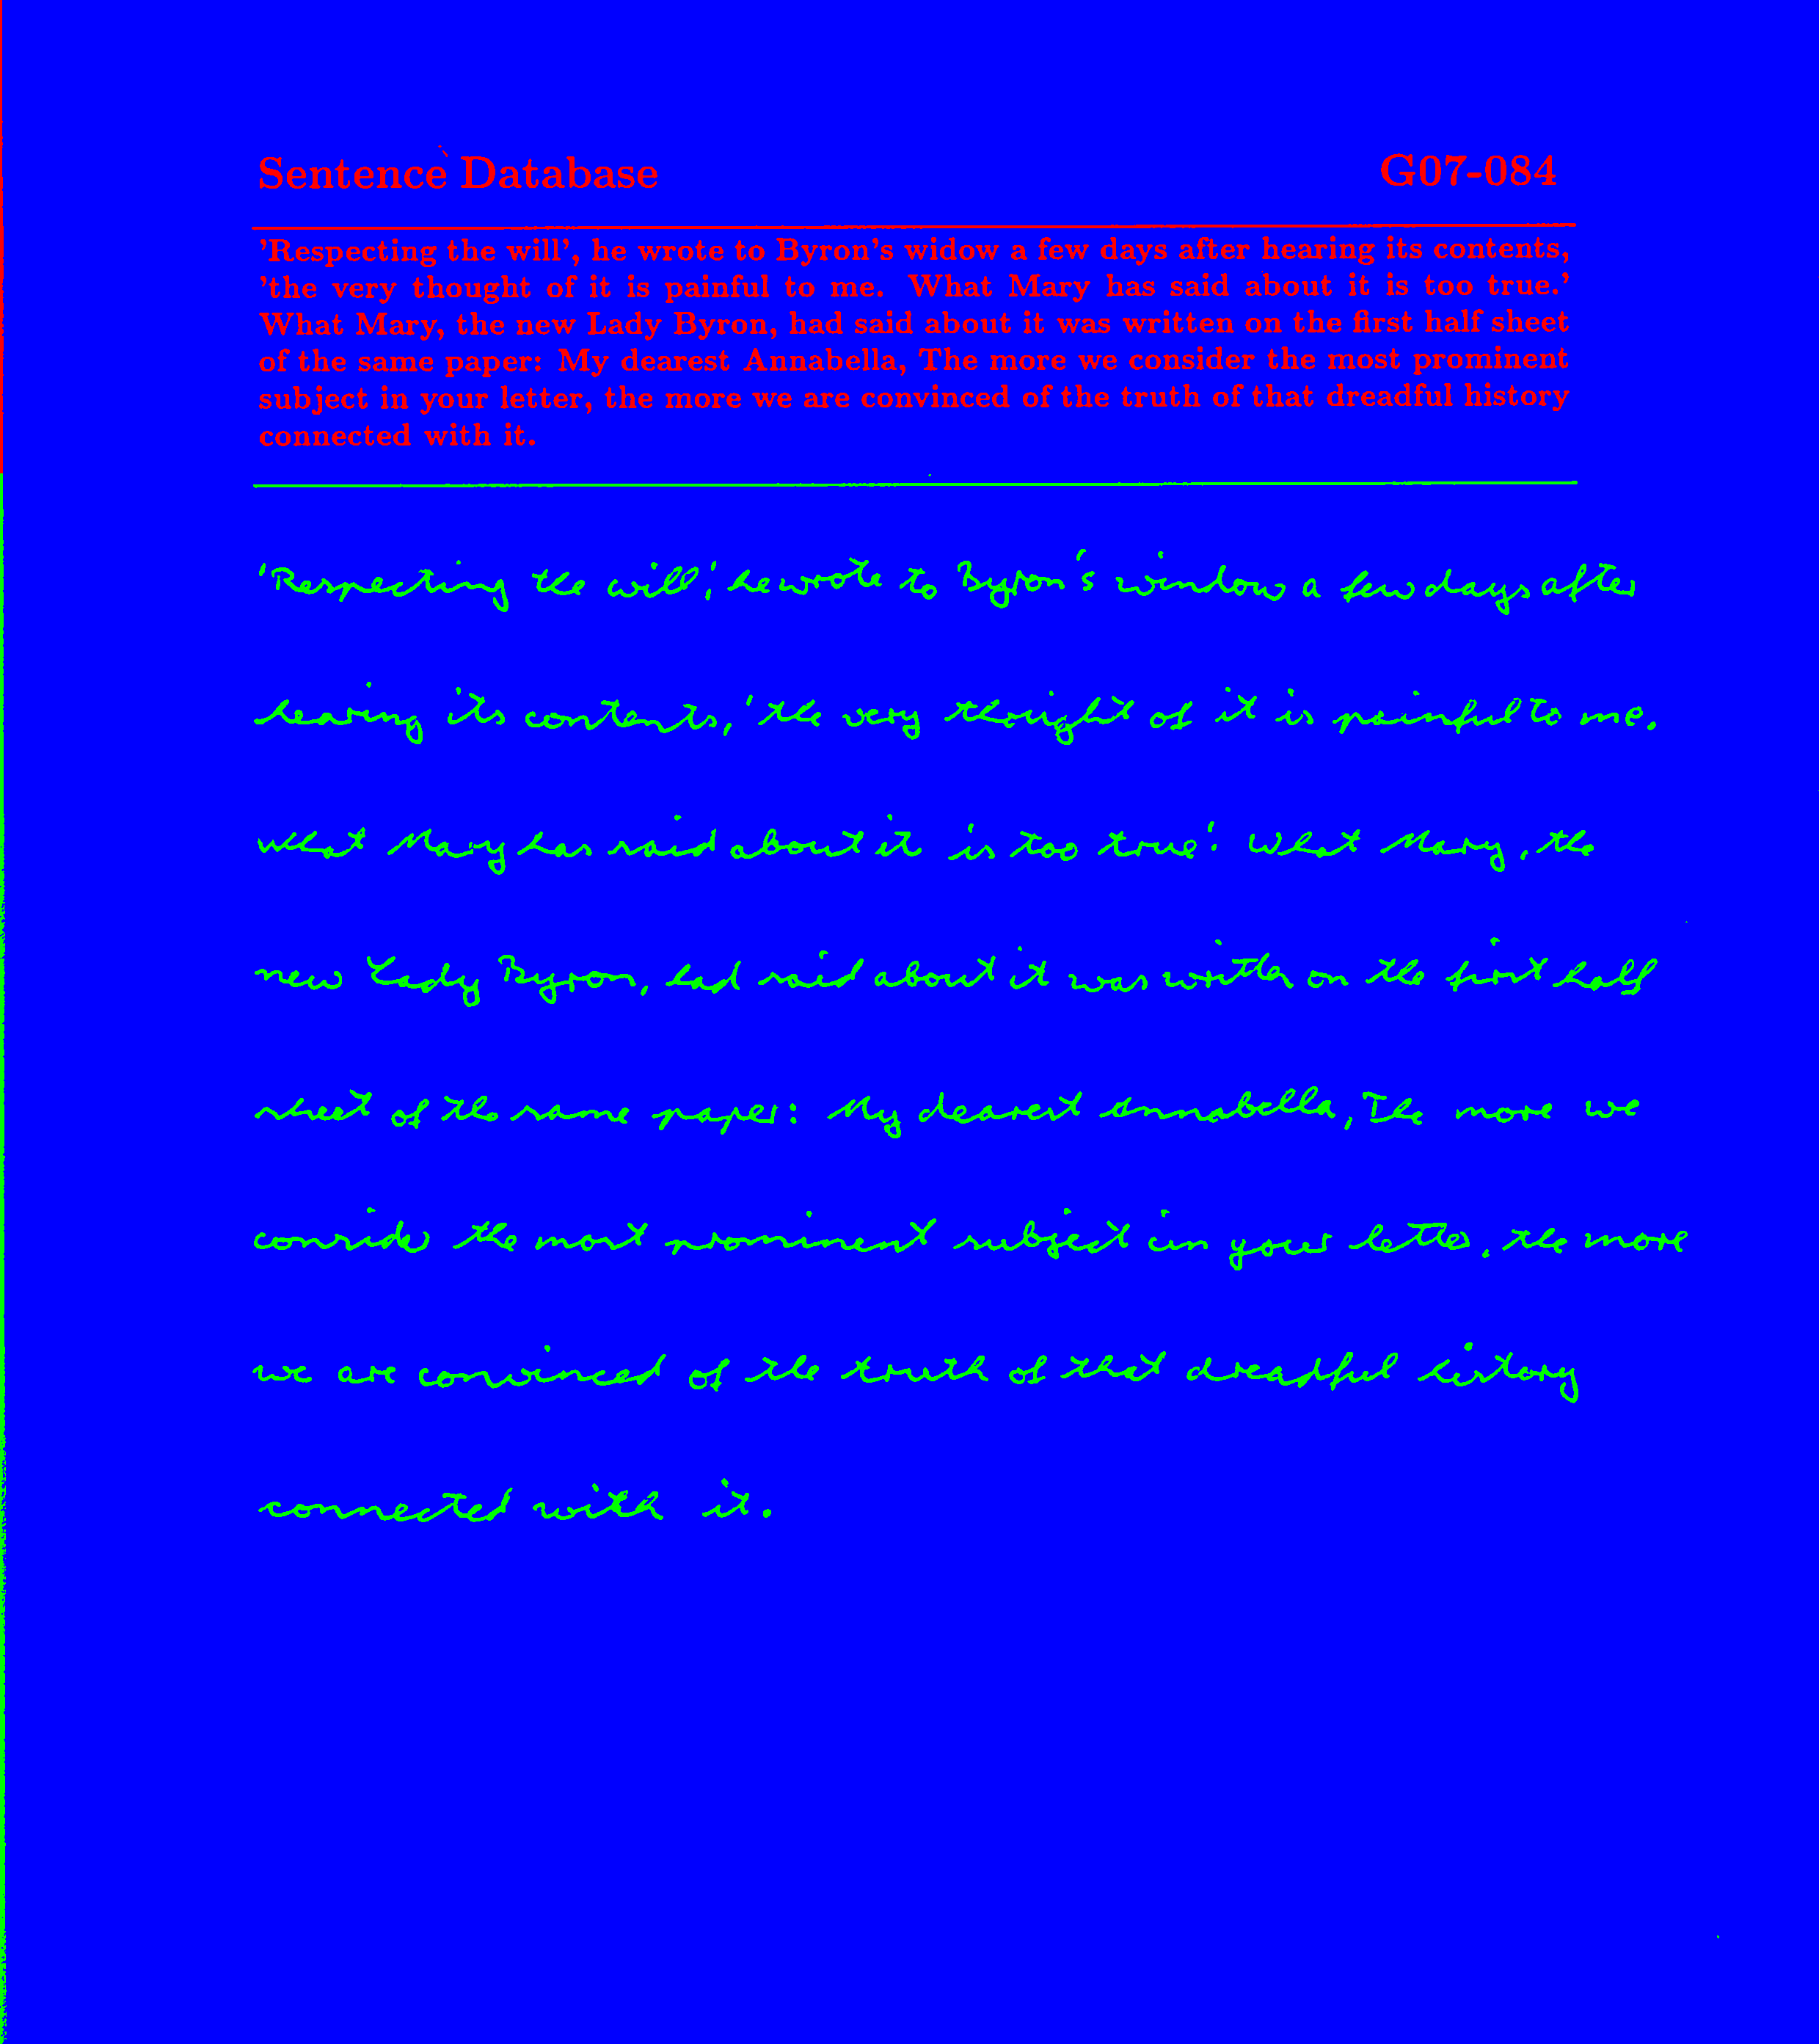 Sentence Database G07-084
'Respecting the will', he wrote to Byron's widow a few days after hearing its contents,
'the very thought of it is painful to me. What Mary has said about it is too true.'
What Mary, the new Lady Byron, had said about it was written on the first half sheet
of the same paper: My dearest Annabella, The more we consider the most prominent
subject in your letter, the more we are convinced of the truth of that dreadful history
connected with it.
'Respecting the will', he wrote to Byron's window a few days after
hearing its contents, 'the very thought of it is painful to me.
What Mary has said about it is too true.' What Mary, the
new Lady Byron, had said about it was written on the first half
sheet of the same paper: My dearest Annabella, The more we
consider the most prominent subject in your letter, the more
we are convinced of the truth of that dreadful history
connected with it.